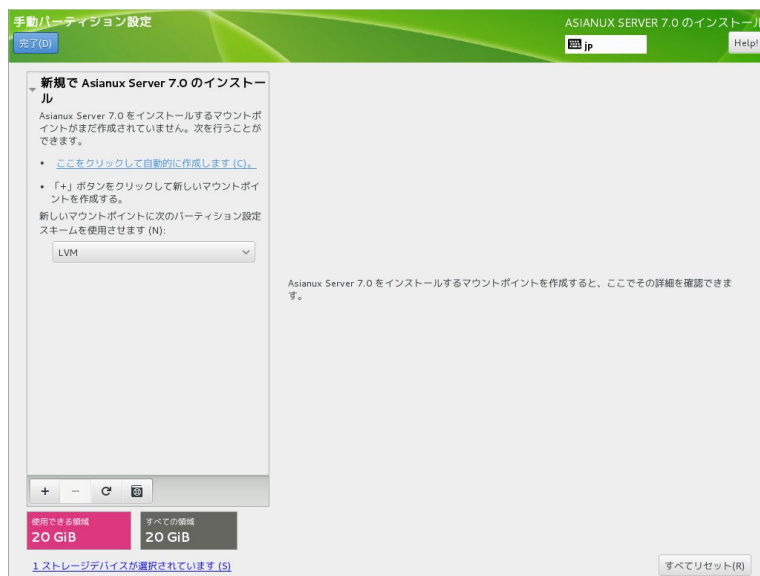 手動パーティション設定
ASIANUX SERVER 7.0 のインストール
完了(D)
jp
Help!
新規で Asianux Server 7.0 のインストー
ル
Asianux Server 7.0 をインストールするマウントポ
イントがまだ作成されていません。次を行うことが
できます。
• ここをクリックして自動的に作成します (C)。
• 「+」ボタンをクリックして新しいマウントポイ
ントを作成する。
新しいマウントポイントに次のパーティション設定
スキームを使用させます (N):
LVM
Asianux Server 7.0 をインストールするマウントポイントを作成すると、ここでその詳細を確認できま
す。
+ −
使用できる領域
20 GiB
すべての領域
20 GiB
1 ストレージデバイスが選択されています (S)
すべてリセット(R)